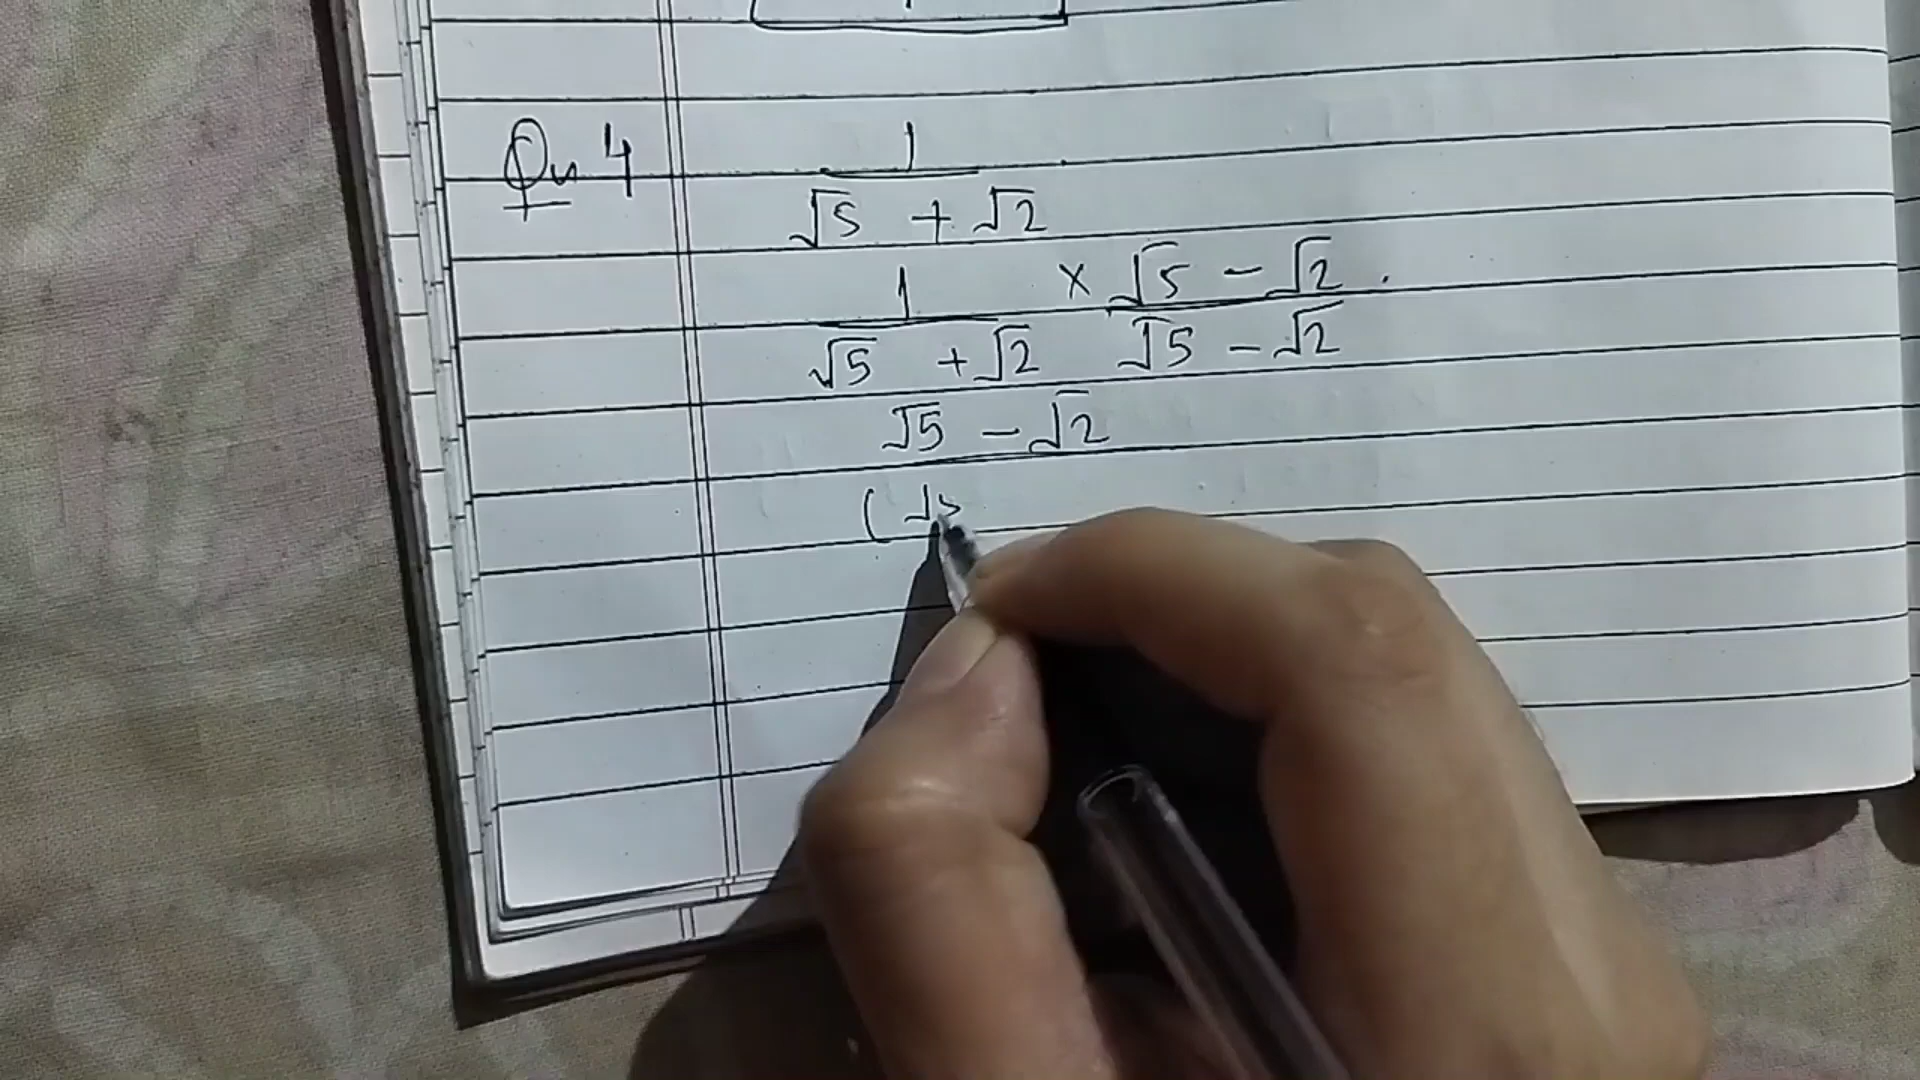 Qu 4
1
√5 + √2
1 × √5 - √2 .
√5 + √2 √5 - √2
√5 - √2
( √5